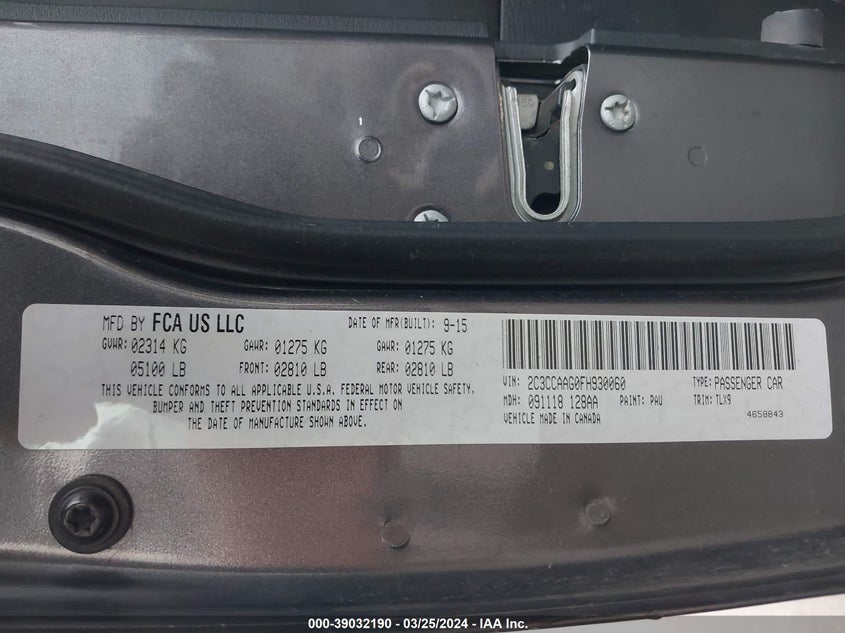 1
MFD BY FCA US LLC DATE OF MFR(BUILT): 9-15
GVWR: 02314 KG GAWR: 01275 KG GAWR: 01275 KG
05100 LB FRONT: 02810 LB REAR: 02810 LB
THIS VEHICLE CONFORMS TO ALL APPLICABLE U.S.A. FEDERAL MOTOR VEHICLE SAFETY,
BUMPER AND THEFT PREVENTION STANDARDS IN EFFECT ON
THE DATE OF MANUFACTURE SHOWN ABOVE.
VIN: 2C3CCAAG0FH930060 TYPE: PASSENGER CAR
MDH: 091118 128AA PAINT: PAU TRIM: TLX9
VEHICLE MADE IN CANADA 4658843
000-39032190 - 03/25/2024 - IAA Inc.